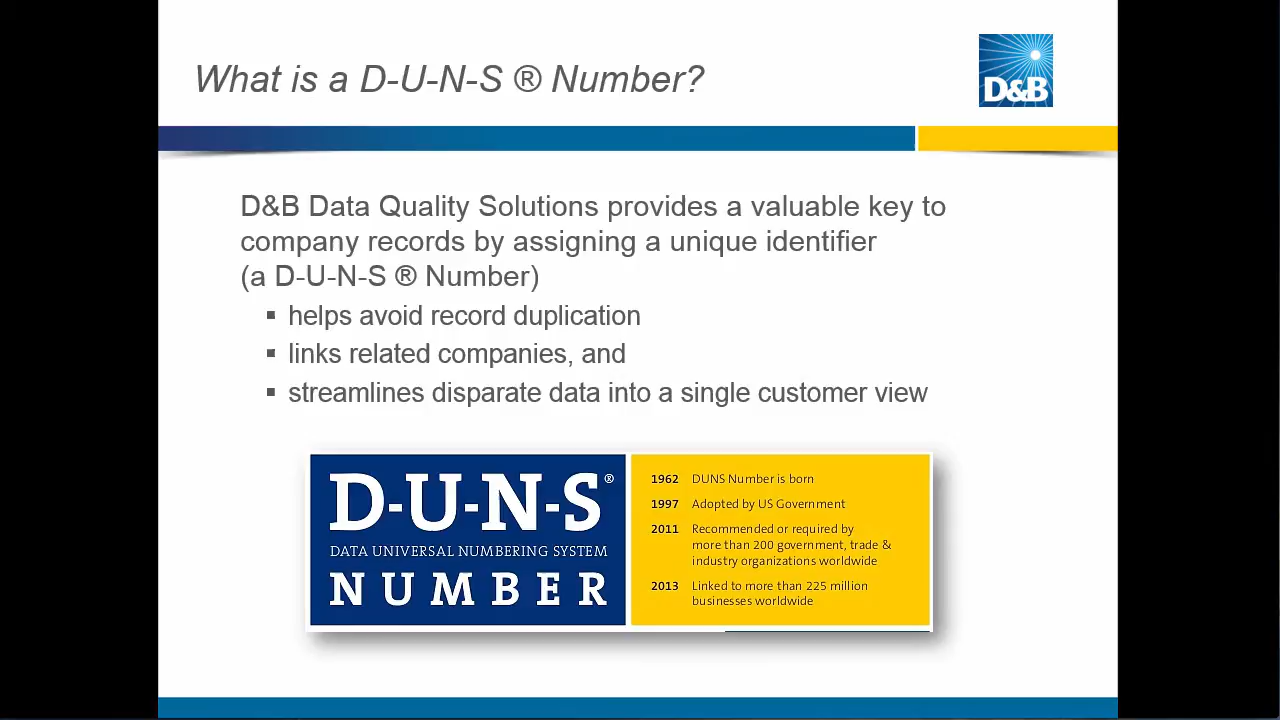 What is a D-U-N-S ® Number?
D&B
D&B Data Quality Solutions provides a valuable key to
company records by assigning a unique identifier
(a D-U-N-S ® Number)
▪ helps avoid record duplication
▪ links related companies, and
▪ streamlines disparate data into a single customer view
D-U-N-S®
DATA UNIVERSAL NUMBERING SYSTEM
NUMBER
1962 DUNS Number is born
1997 Adopted by US Government
2011 Recommended or required by
more than 200 government, trade &
industry organizations worldwide
2013 Linked to more than 225 million
businesses worldwide